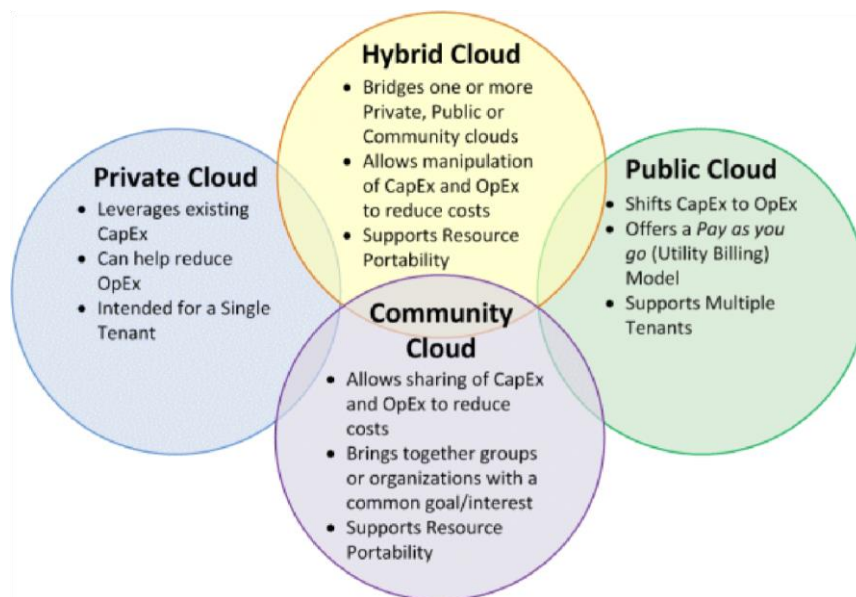 Hybrid Cloud
• Bridges one or more
Private, Public or
Community clouds
• Allows manipulation
of CapEx and OpEx
to reduce costs
• Supports Resource
Portability
Private Cloud
• Leverages existing
CapEx
• Can help reduce
OpEx
• Intended for a Single
Tenant
Public Cloud
• Shifts CapEx to OpEx
• Offers a Pay as you
go (Utility Billing)
Model
• Supports Multiple
Tenants
Community
Cloud
• Allows sharing of CapEx
and OpEx to reduce
costs
• Brings together groups
or organizations with a
common goal/interest
• Supports Resource
Portability